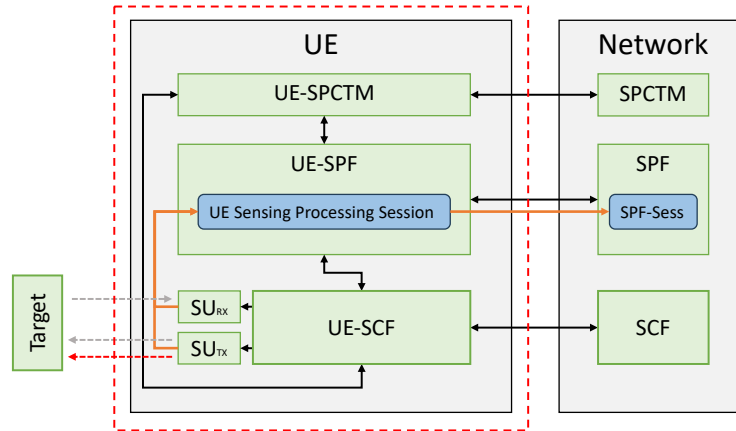 UE
Network
UE-SPCTM
SPCTM
UE-SPF
SPF
UE Sensing Processing Session
SPF-Sess
Target
SURX
UE-SCF
SCF
SUTX